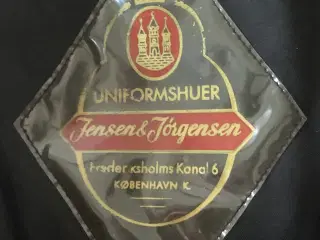 UNIFORMSHUER
Jensen & Jörgensen
Frederiksholms Kanal 6
KØBENHAVN K.